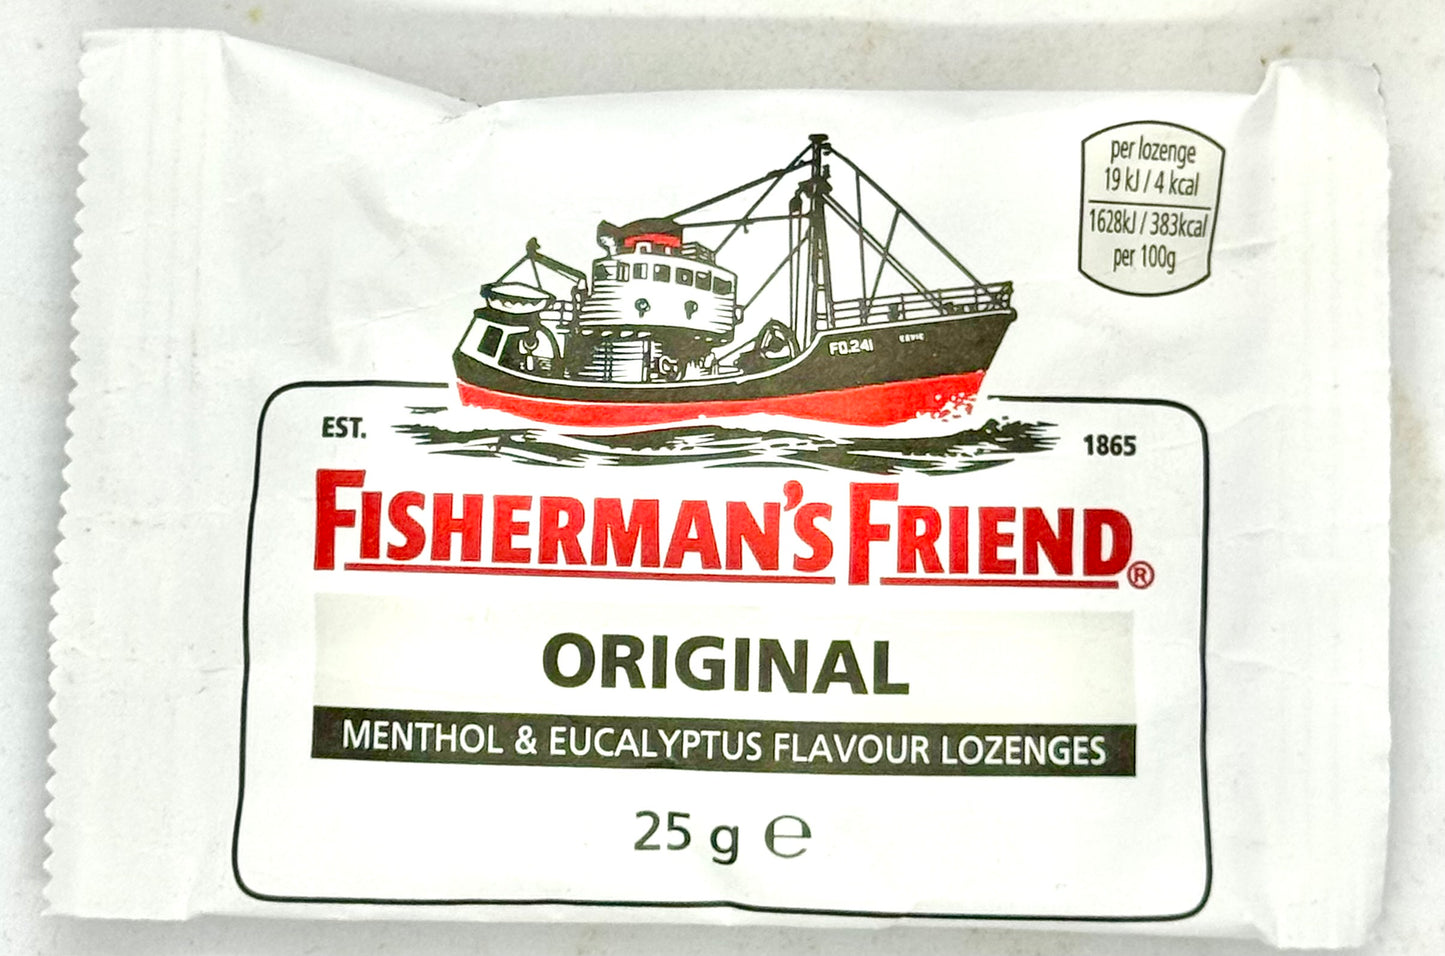 per lozenge
19 kJ / 4 kcal
1628kJ / 383kcal
per 100g
FD.241
EST.
1865
FISHERMAN'S FRIEND®
ORIGINAL
MENTHOL & EUCALYPTUS FLAVOUR LOZENGES
25 g ℮